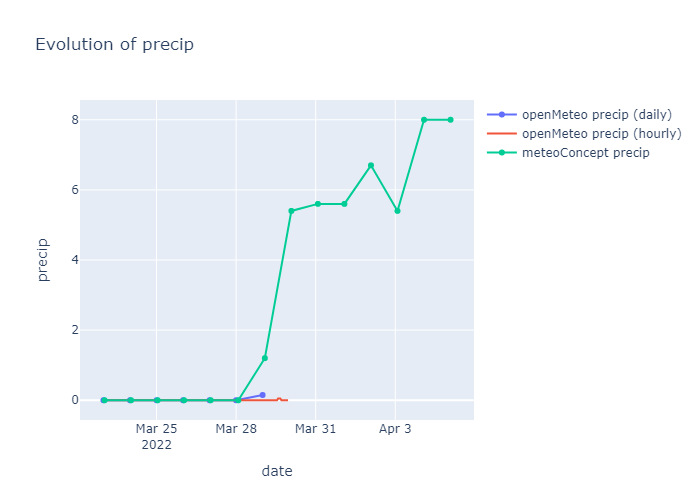 Evolution of precip
openMeteo precip (daily)
openMeteo precip (hourly)
meteoConcept precip
precip
8
6
4
2
0
Mar 25
2022
Mar 28
Mar 31
Apr 3
date